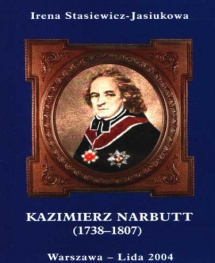 Irena Stasiewicz-Jasiukowa
KAZIMIERZ NARBUTT
(1738–1807)
Warszawa – Lida 2004